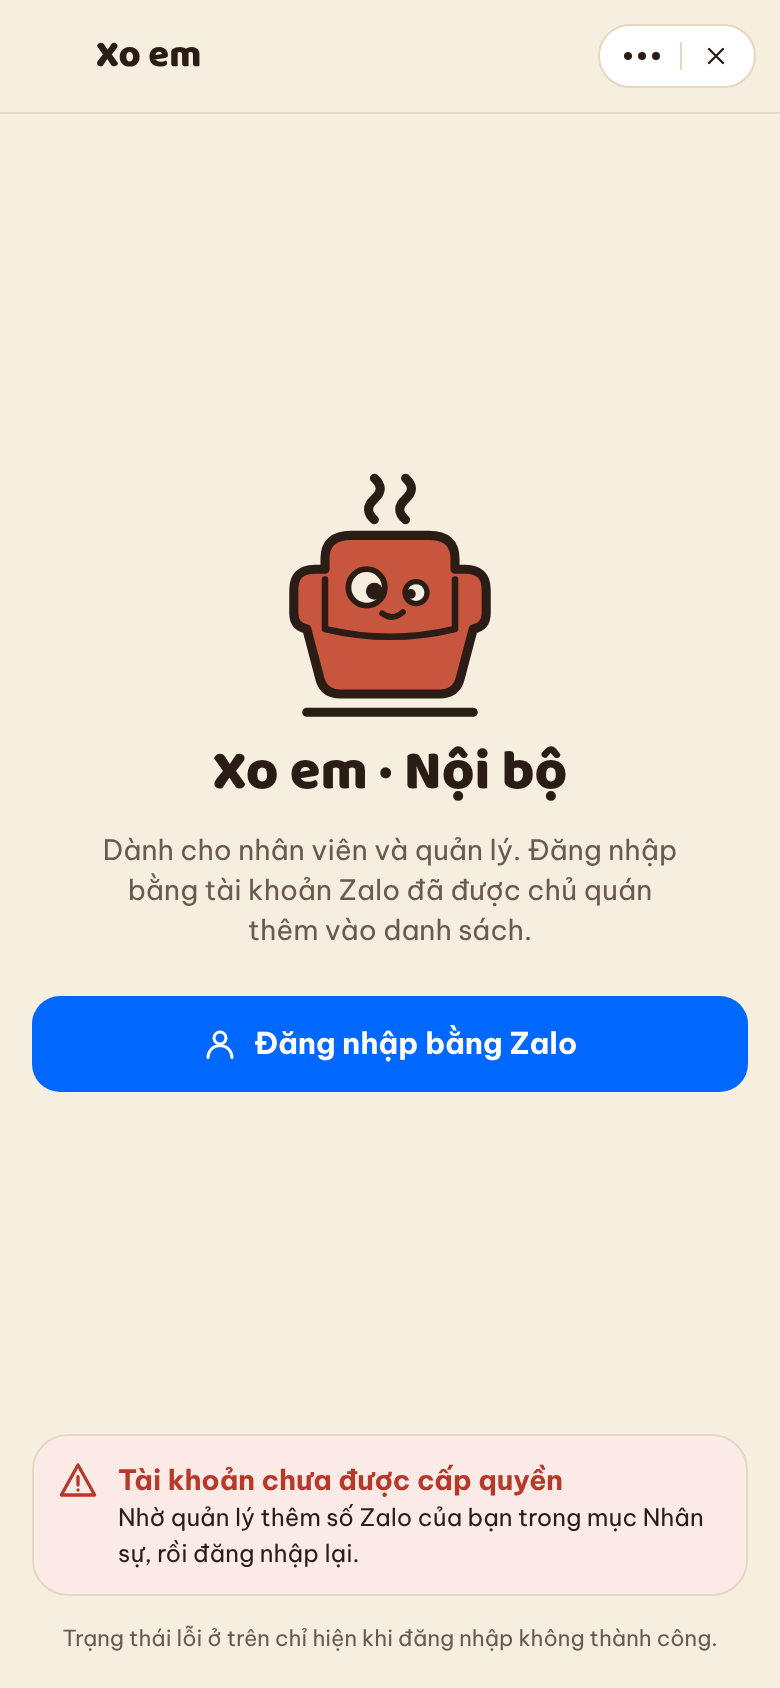 Xo em
Xo em · Nội bộ
Dành cho nhân viên và quản lý. Đăng nhập
bằng tài khoản Zalo đã được chủ quán
thêm vào danh sách.
Đăng nhập bằng Zalo
Tài khoản chưa được cấp quyền
Nhờ quản lý thêm số Zalo của bạn trong mục Nhân
sự, rồi đăng nhập lại.
Trạng thái lỗi ở trên chỉ hiện khi đăng nhập không thành công.